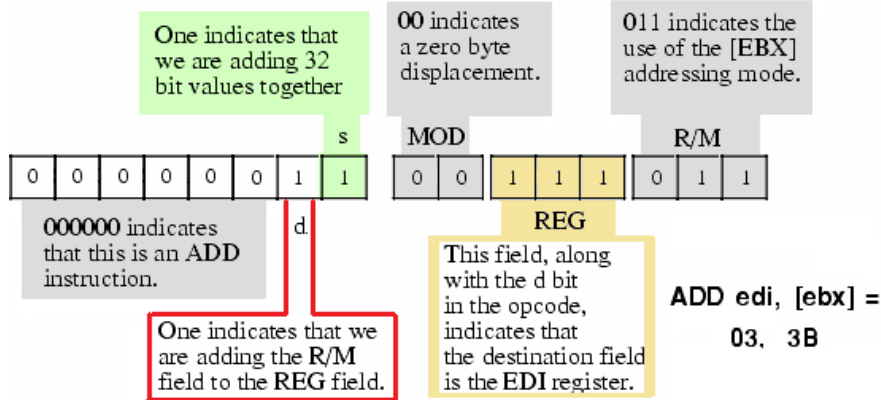 One indicates that
we are adding 32
bit values together
00 indicates
a zero byte
displacement.
011 indicates the
use of the [EBX]
addressing mode.
s MOD R/M
0 0 0 0 0 0 1 1 0 0 1 1 1 0 1 1
000000 indicates
that this is an ADD
instruction.
d
REG
One indicates that we
are adding the R/M
field to the REG field.
This field, along
with the d bit
in the opcode,
indicates that
the destination field
is the EDI register.
ADD edi, [ebx] =
03, 3B